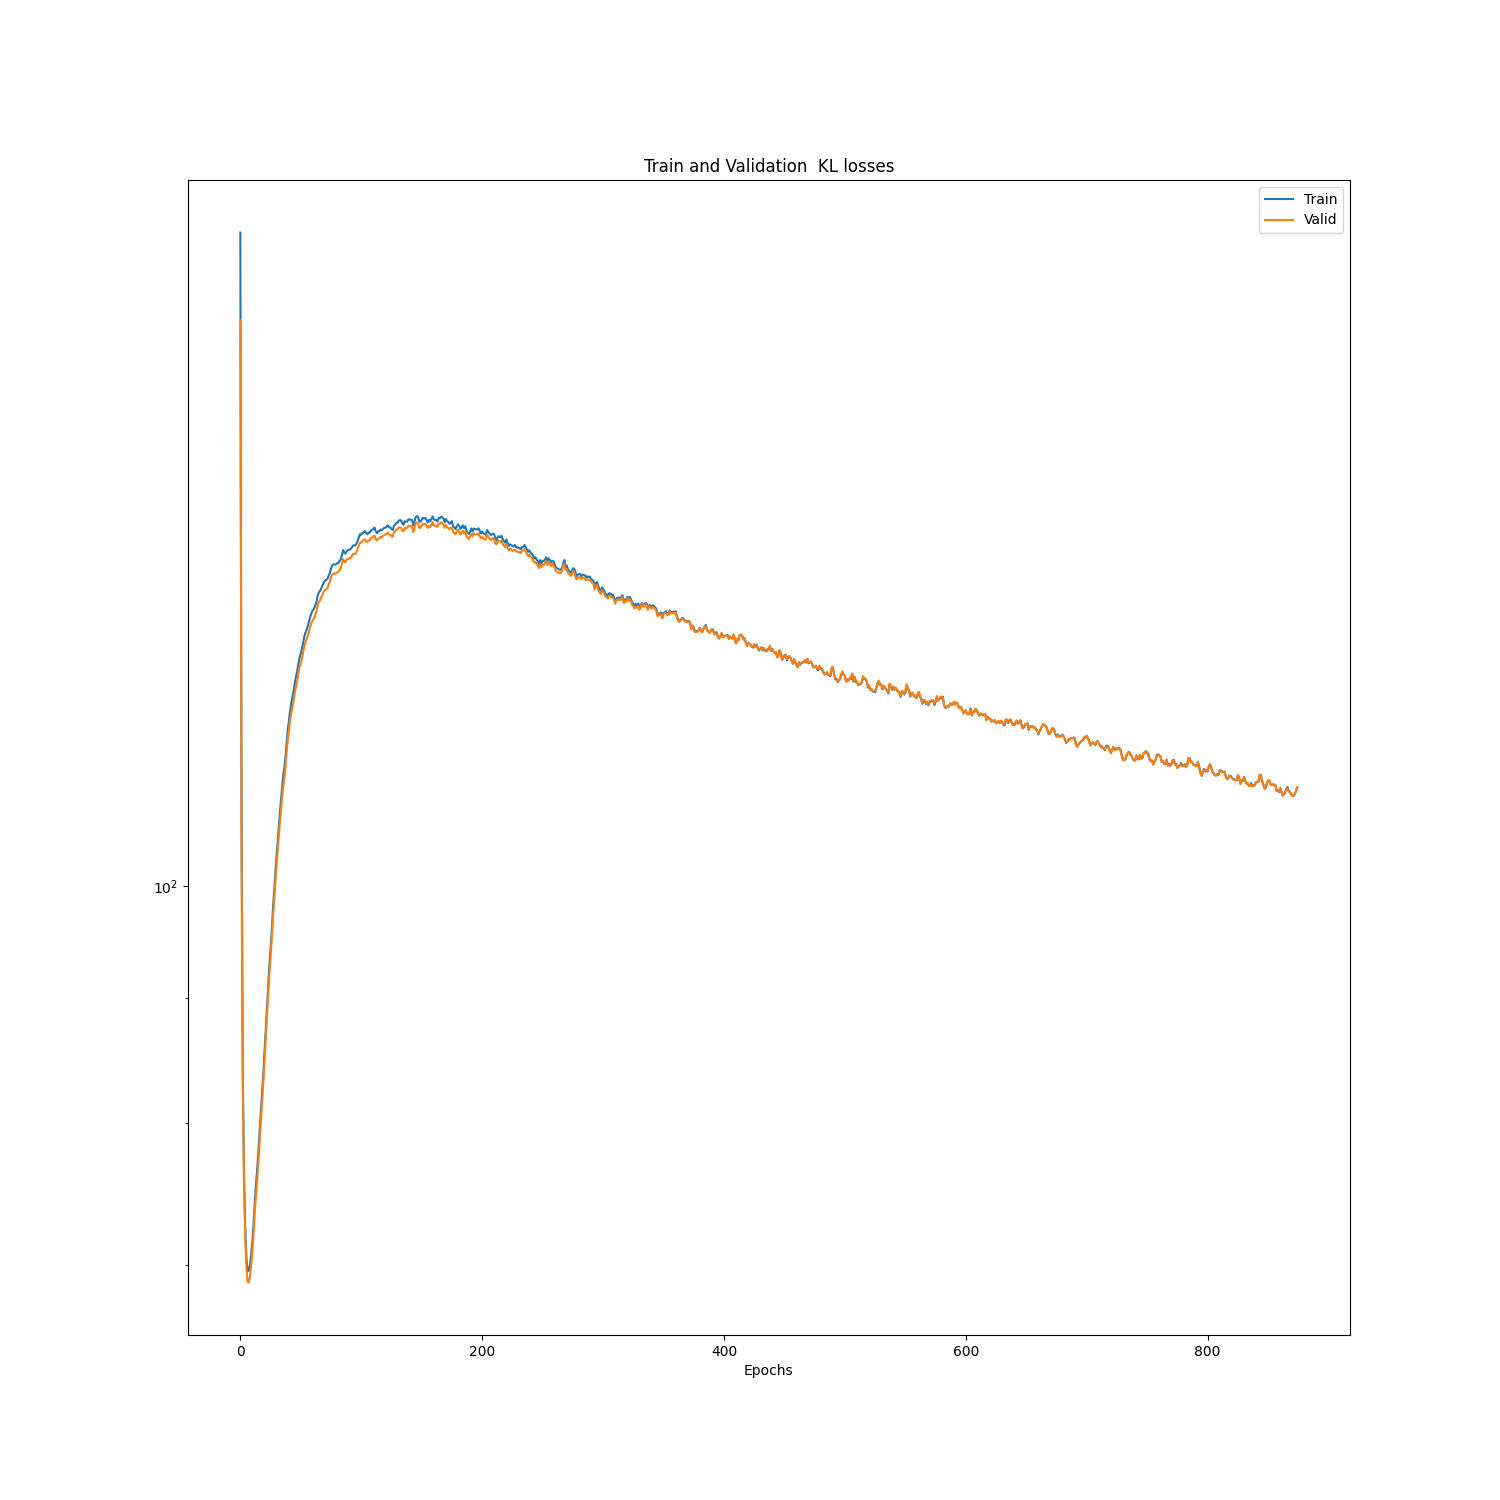 Train and Validation  KL losses
Train
Valid
10²
0 200 400 600 800
Epochs